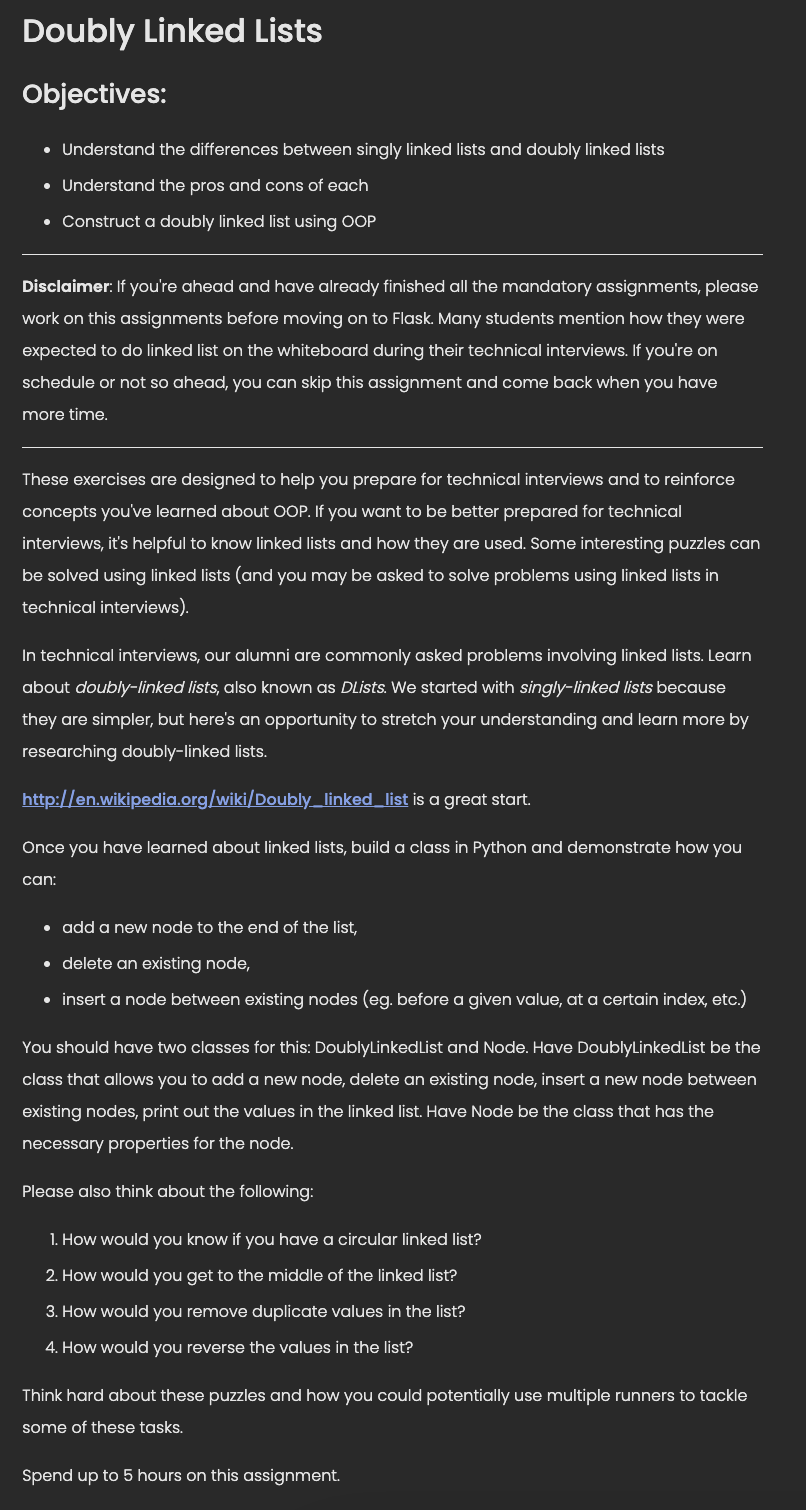 Doubly Linked Lists
Objectives:
• Understand the differences between singly linked lists and doubly linked lists
• Understand the pros and cons of each
• Construct a doubly linked list using OOP
Disclaimer: If you're ahead and have already finished all the mandatory assignments, please
work on this assignments before moving on to Flask. Many students mention how they were
expected to do linked list on the whiteboard during their technical interviews. If you're on
schedule or not so ahead, you can skip this assignment and come back when you have
more time.
These exercises are designed to help you prepare for technical interviews and to reinforce
concepts you've learned about OOP. If you want to be better prepared for technical
interviews, it's helpful to know linked lists and how they are used. Some interesting puzzles can
be solved using linked lists (and you may be asked to solve problems using linked lists in
technical interviews).
In technical interviews, our alumni are commonly asked problems involving linked lists. Learn
about doubly-linked lists, also known as DLists. We started with singly-linked lists because
they are simpler, but here's an opportunity to stretch your understanding and learn more by
researching doubly-linked lists.
http://en.wikipedia.org/wiki/Doubly_linked_list is a great start.
Once you have learned about linked lists, build a class in Python and demonstrate how you
can:
• add a new node to the end of the list,
• delete an existing node,
• insert a node between existing nodes (eg. before a given value, at a certain index, etc.)
You should have two classes for this: DoublyLinkedList and Node. Have DoublyLinkedList be the
class that allows you to add a new node, delete an existing node, insert a new node between
existing nodes, print out the values in the linked list. Have Node be the class that has the
necessary properties for the node.
Please also think about the following:
1. How would you know if you have a circular linked list?
2. How would you get to the middle of the linked list?
3. How would you remove duplicate values in the list?
4. How would you reverse the values in the list?
Think hard about these puzzles and how you could potentially use multiple runners to tackle
some of these tasks.
Spend up to 5 hours on this assignment.